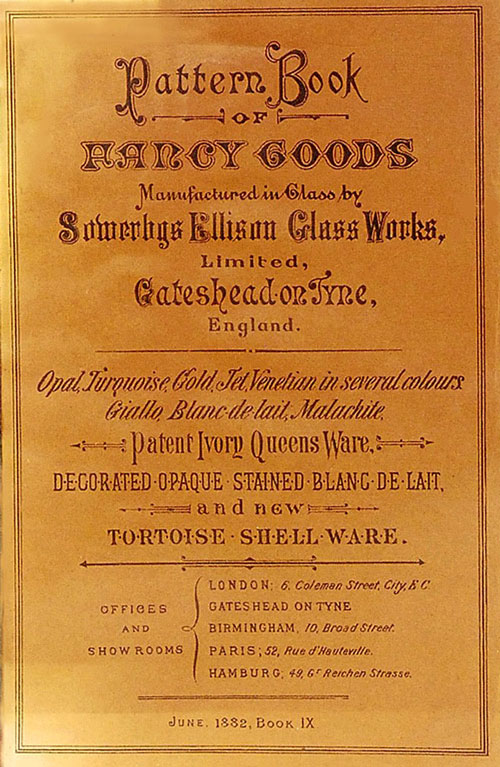 Pattern Book
OF
FANCY GOODS
Manufactured in Glass by
Sowerbys Ellison Glass Works,
Limited,
Gateshead-on Tyne,
England.
Opal, Turquoise, Gold, Jet, Venetian in several colours
Giallo, Blanc-de-lait, Malachite,
Patent Ivory Queens Ware,
DECORATED·OPAQUE·STAINED·BLANC·DE·LAIT,
and new
TORTOISE·SHELL WARE.
OFFICES
AND
SHOW ROOMS
LONDON; 6, Coleman Street, City, E C.
GATESHEAD ON TYNE
BIRMINGHAM, 10, Broad Street.
PARIS; 52, Rue d'Hauteville.
HAMBURG; 49, Gr Reichen Strasse.
JUNE. 1882, BOOK IX